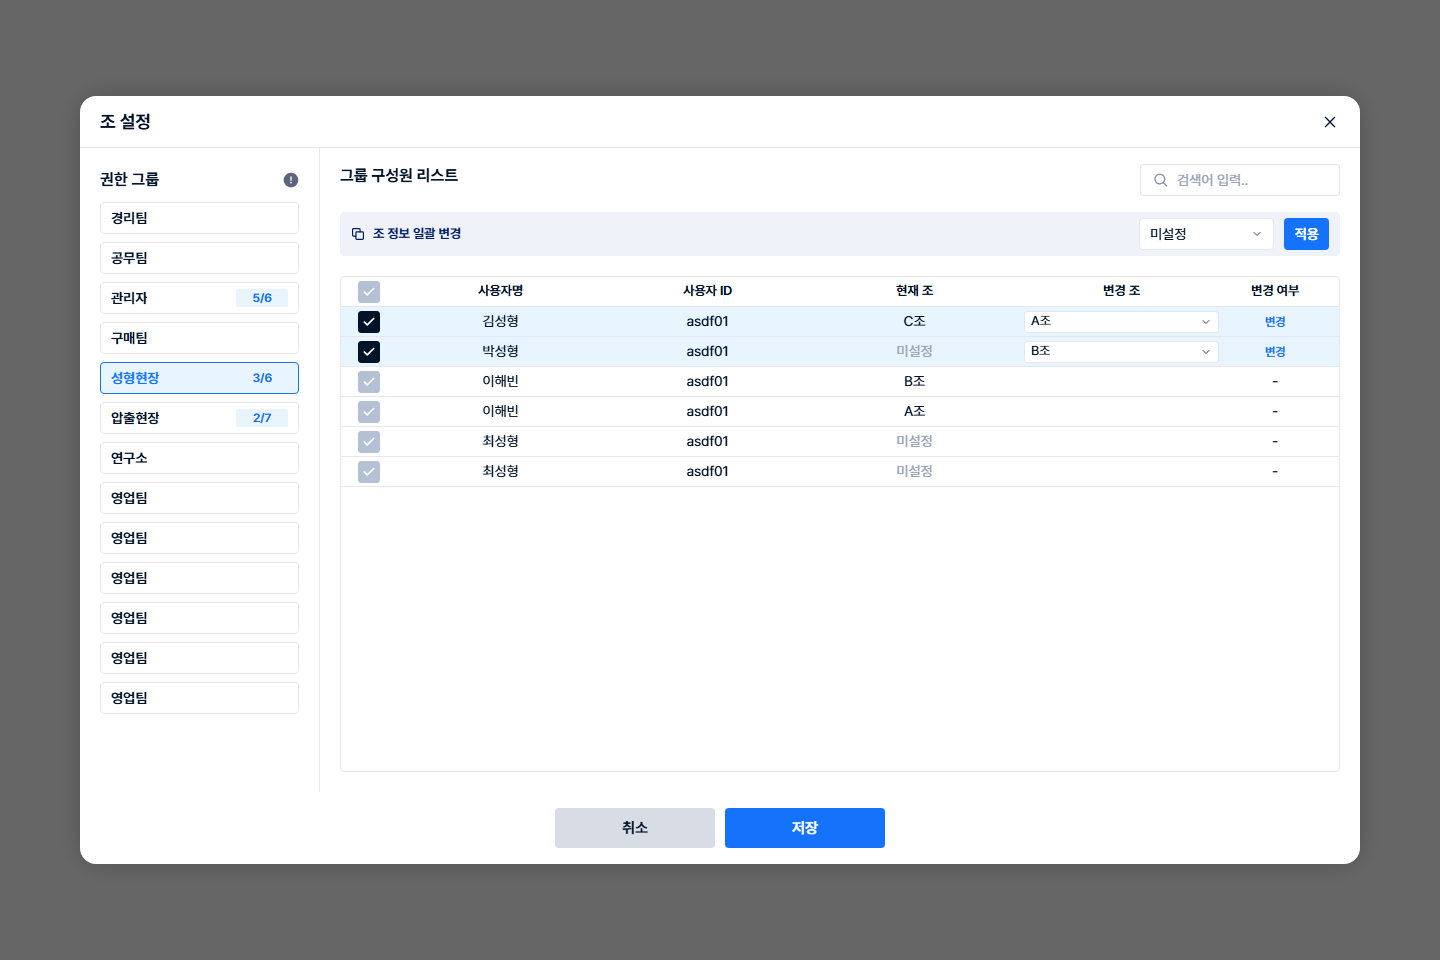 조 설정
권한 그룹
경리팀
공무팀
관리자 5/6
구매팀
성형현장 3/6
압출현장 2/7
연구소
영업팀
영업팀
영업팀
영업팀
영업팀
영업팀
그룹 구성원 리스트
검색어 입력..
조 정보 일괄 변경 미설정 적용
사용자명 사용자 ID 현재 조 변경 조 변경 여부
김성형 asdf01 C조 A조 변경
박성형 asdf01 미설정 B조 변경
이해빈 asdf01 B조 -
이해빈 asdf01 A조 -
최성형 asdf01 미설정 -
최성형 asdf01 미설정 -
취소 저장